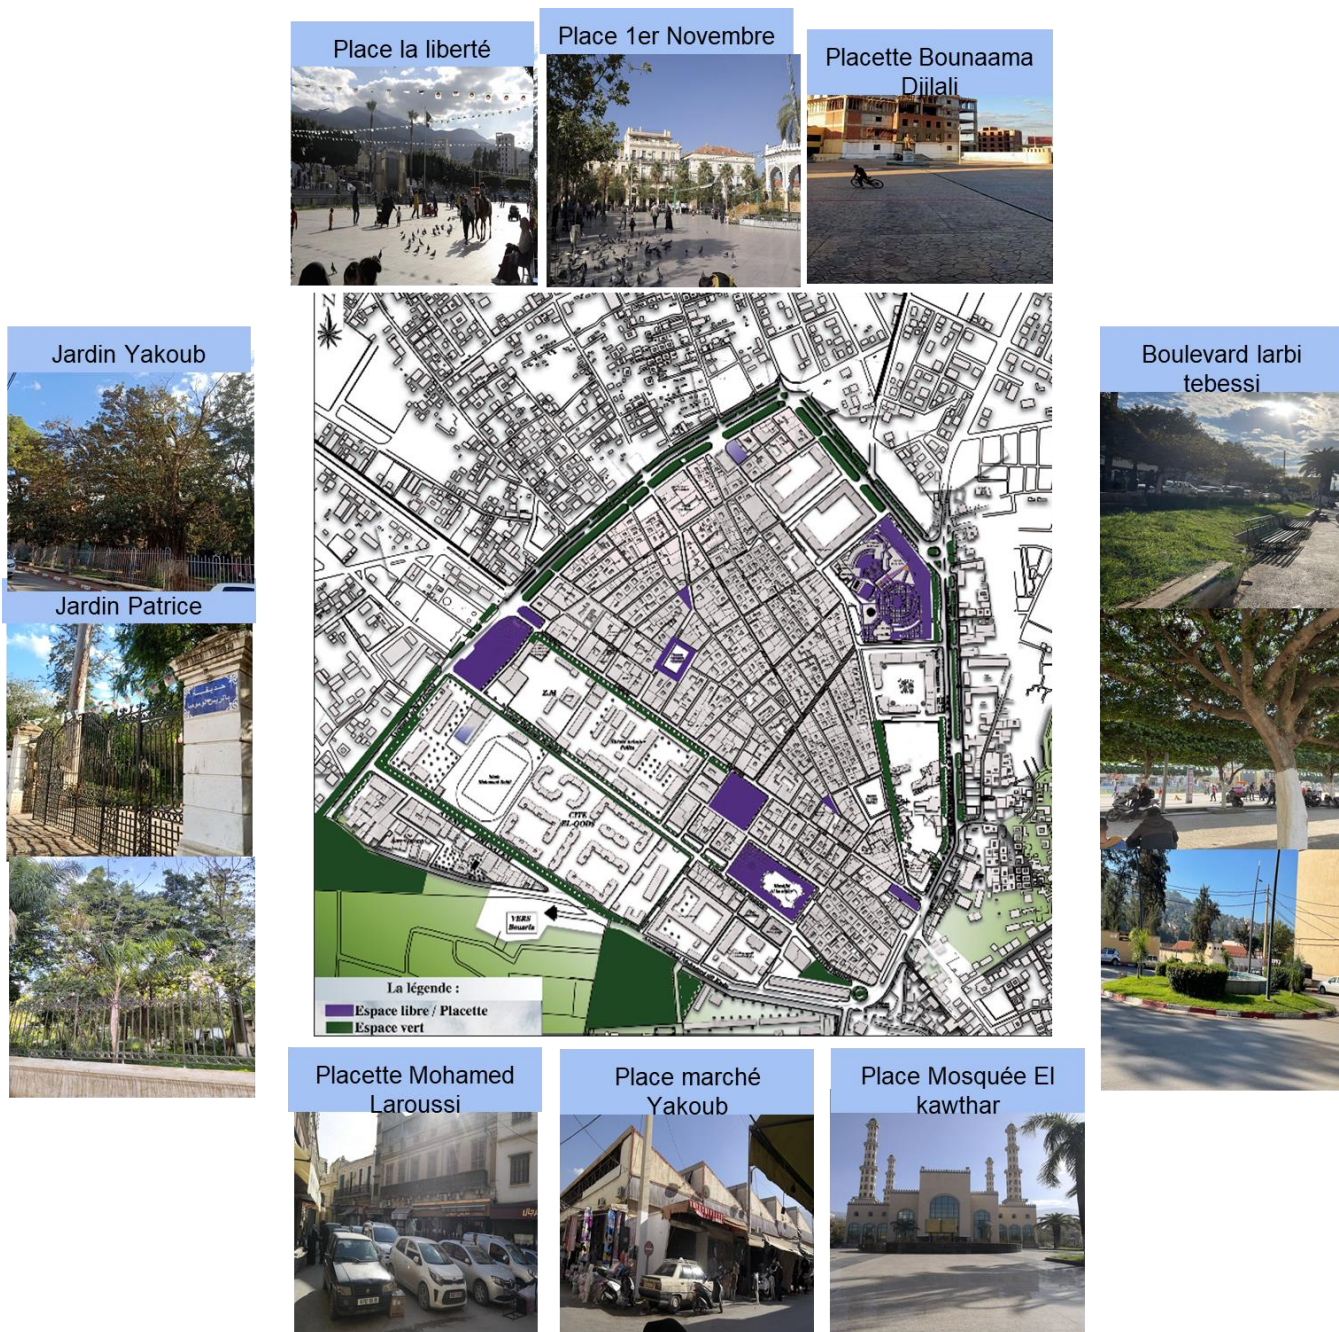 Place la liberté
Place 1er Novembre
Placette Bounaama
Djilali
Jardin Yakoub
Jardin Patrice
حديقة
Boulevard larbi
tebessi
N
Z.M
CITE
EL-QODS
VERS
Bouarfa
La légende :
Espace libre / Placette
Espace vert
Placette Mohamed
Laroussi
Place marché
Yakoub
Place Mosquée El
kawthar